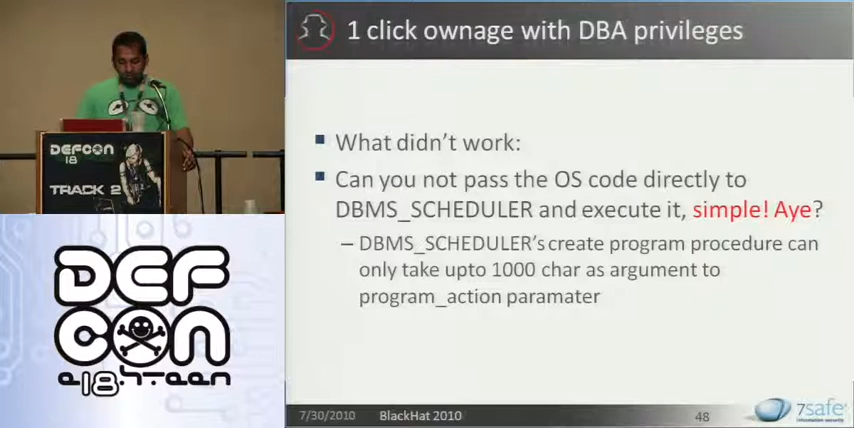 1 click ownage with DBA privileges
What didn't work:
Can you not pass the OS code directly to
DBMS_SCHEDULER and execute it, simple! Aye?
– DBMS_SCHEDULER's create program procedure can
only take upto 1000 char as argument to
program_action paramater
7/30/2010
BlackHat 2010
48
7safe
information security
DEFCON
18
TRACK 2
DEF
CON
e18hteen